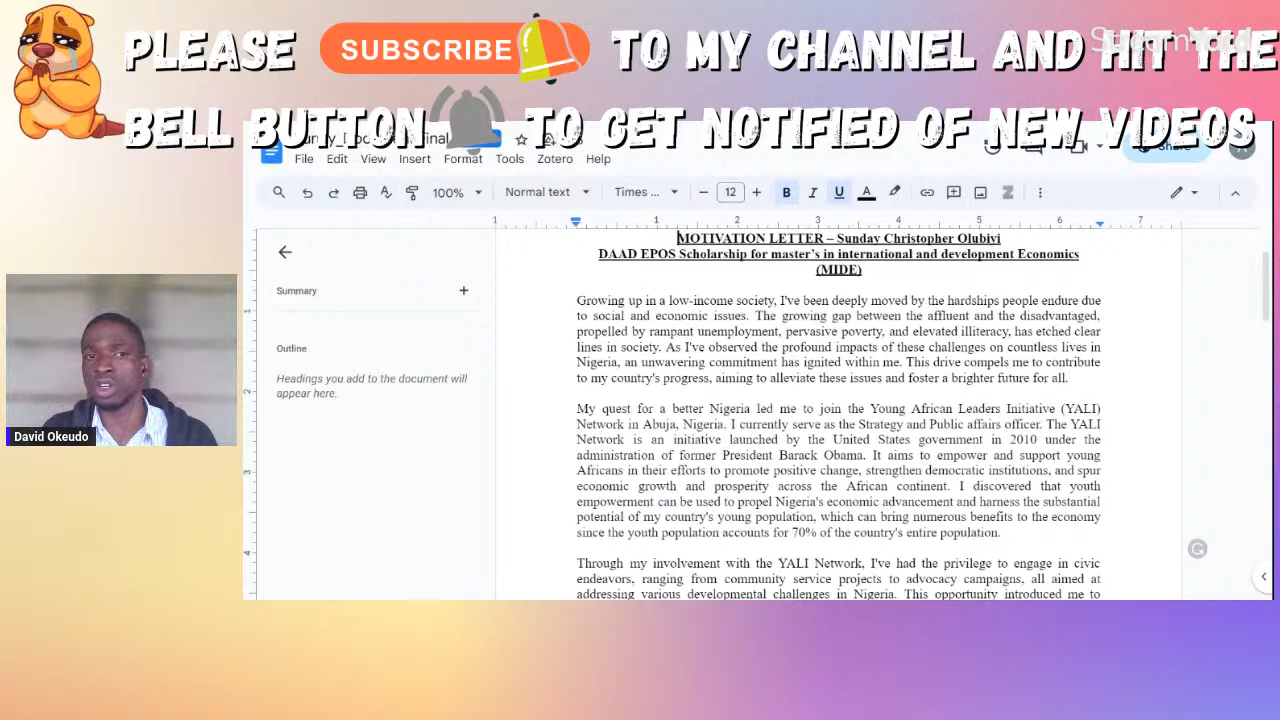 PLEASE SUBSCRIBE TO MY CHANNEL AND HIT THE
BELL BUTTON TO GET NOTIFIED OF NEW VIDEOS
StreamYard
Final
File Edit View Insert Format Tools Zotero Help
Share
100% Normal text Times ... 12 B I U A
1 1 2 3 4 5 6 7
Summary
Outline
Headings you add to the document will
appear here.
1
2
3
4
MOTIVATION LETTER – Sunday Christopher Olubiyi
DAAD EPOS Scholarship for master's in international and development Economics
(MIDE)
Growing up in a low-income society, I've been deeply moved by the hardships people endure due
to social and economic issues. The growing gap between the affluent and the disadvantaged,
propelled by rampant unemployment, pervasive poverty, and elevated illiteracy, has etched clear
lines in society. As I've observed the profound impacts of these challenges on countless lives in
Nigeria, an unwavering commitment has ignited within me. This drive compels me to contribute
to my country's progress, aiming to alleviate these issues and foster a brighter future for all.
My quest for a better Nigeria led me to join the Young African Leaders Initiative (YALI)
Network in Abuja, Nigeria. I currently serve as the Strategy and Public affairs officer. The YALI
Network is an initiative launched by the United States government in 2010 under the
administration of former President Barack Obama. It aims to empower and support young
Africans in their efforts to promote positive change, strengthen democratic institutions, and spur
economic growth and prosperity across the African continent. I discovered that youth
empowerment can be used to propel Nigeria's economic advancement and harness the substantial
potential of my country's young population, which can bring numerous benefits to the economy
since the youth population accounts for 70% of the country's entire population.
Through my involvement with the YALI Network, I've had the privilege to engage in civic
endeavors, ranging from community service projects to advocacy campaigns, all aimed at
addressing various developmental challenges in Nigeria. This opportunity introduced me to
David Okeudo